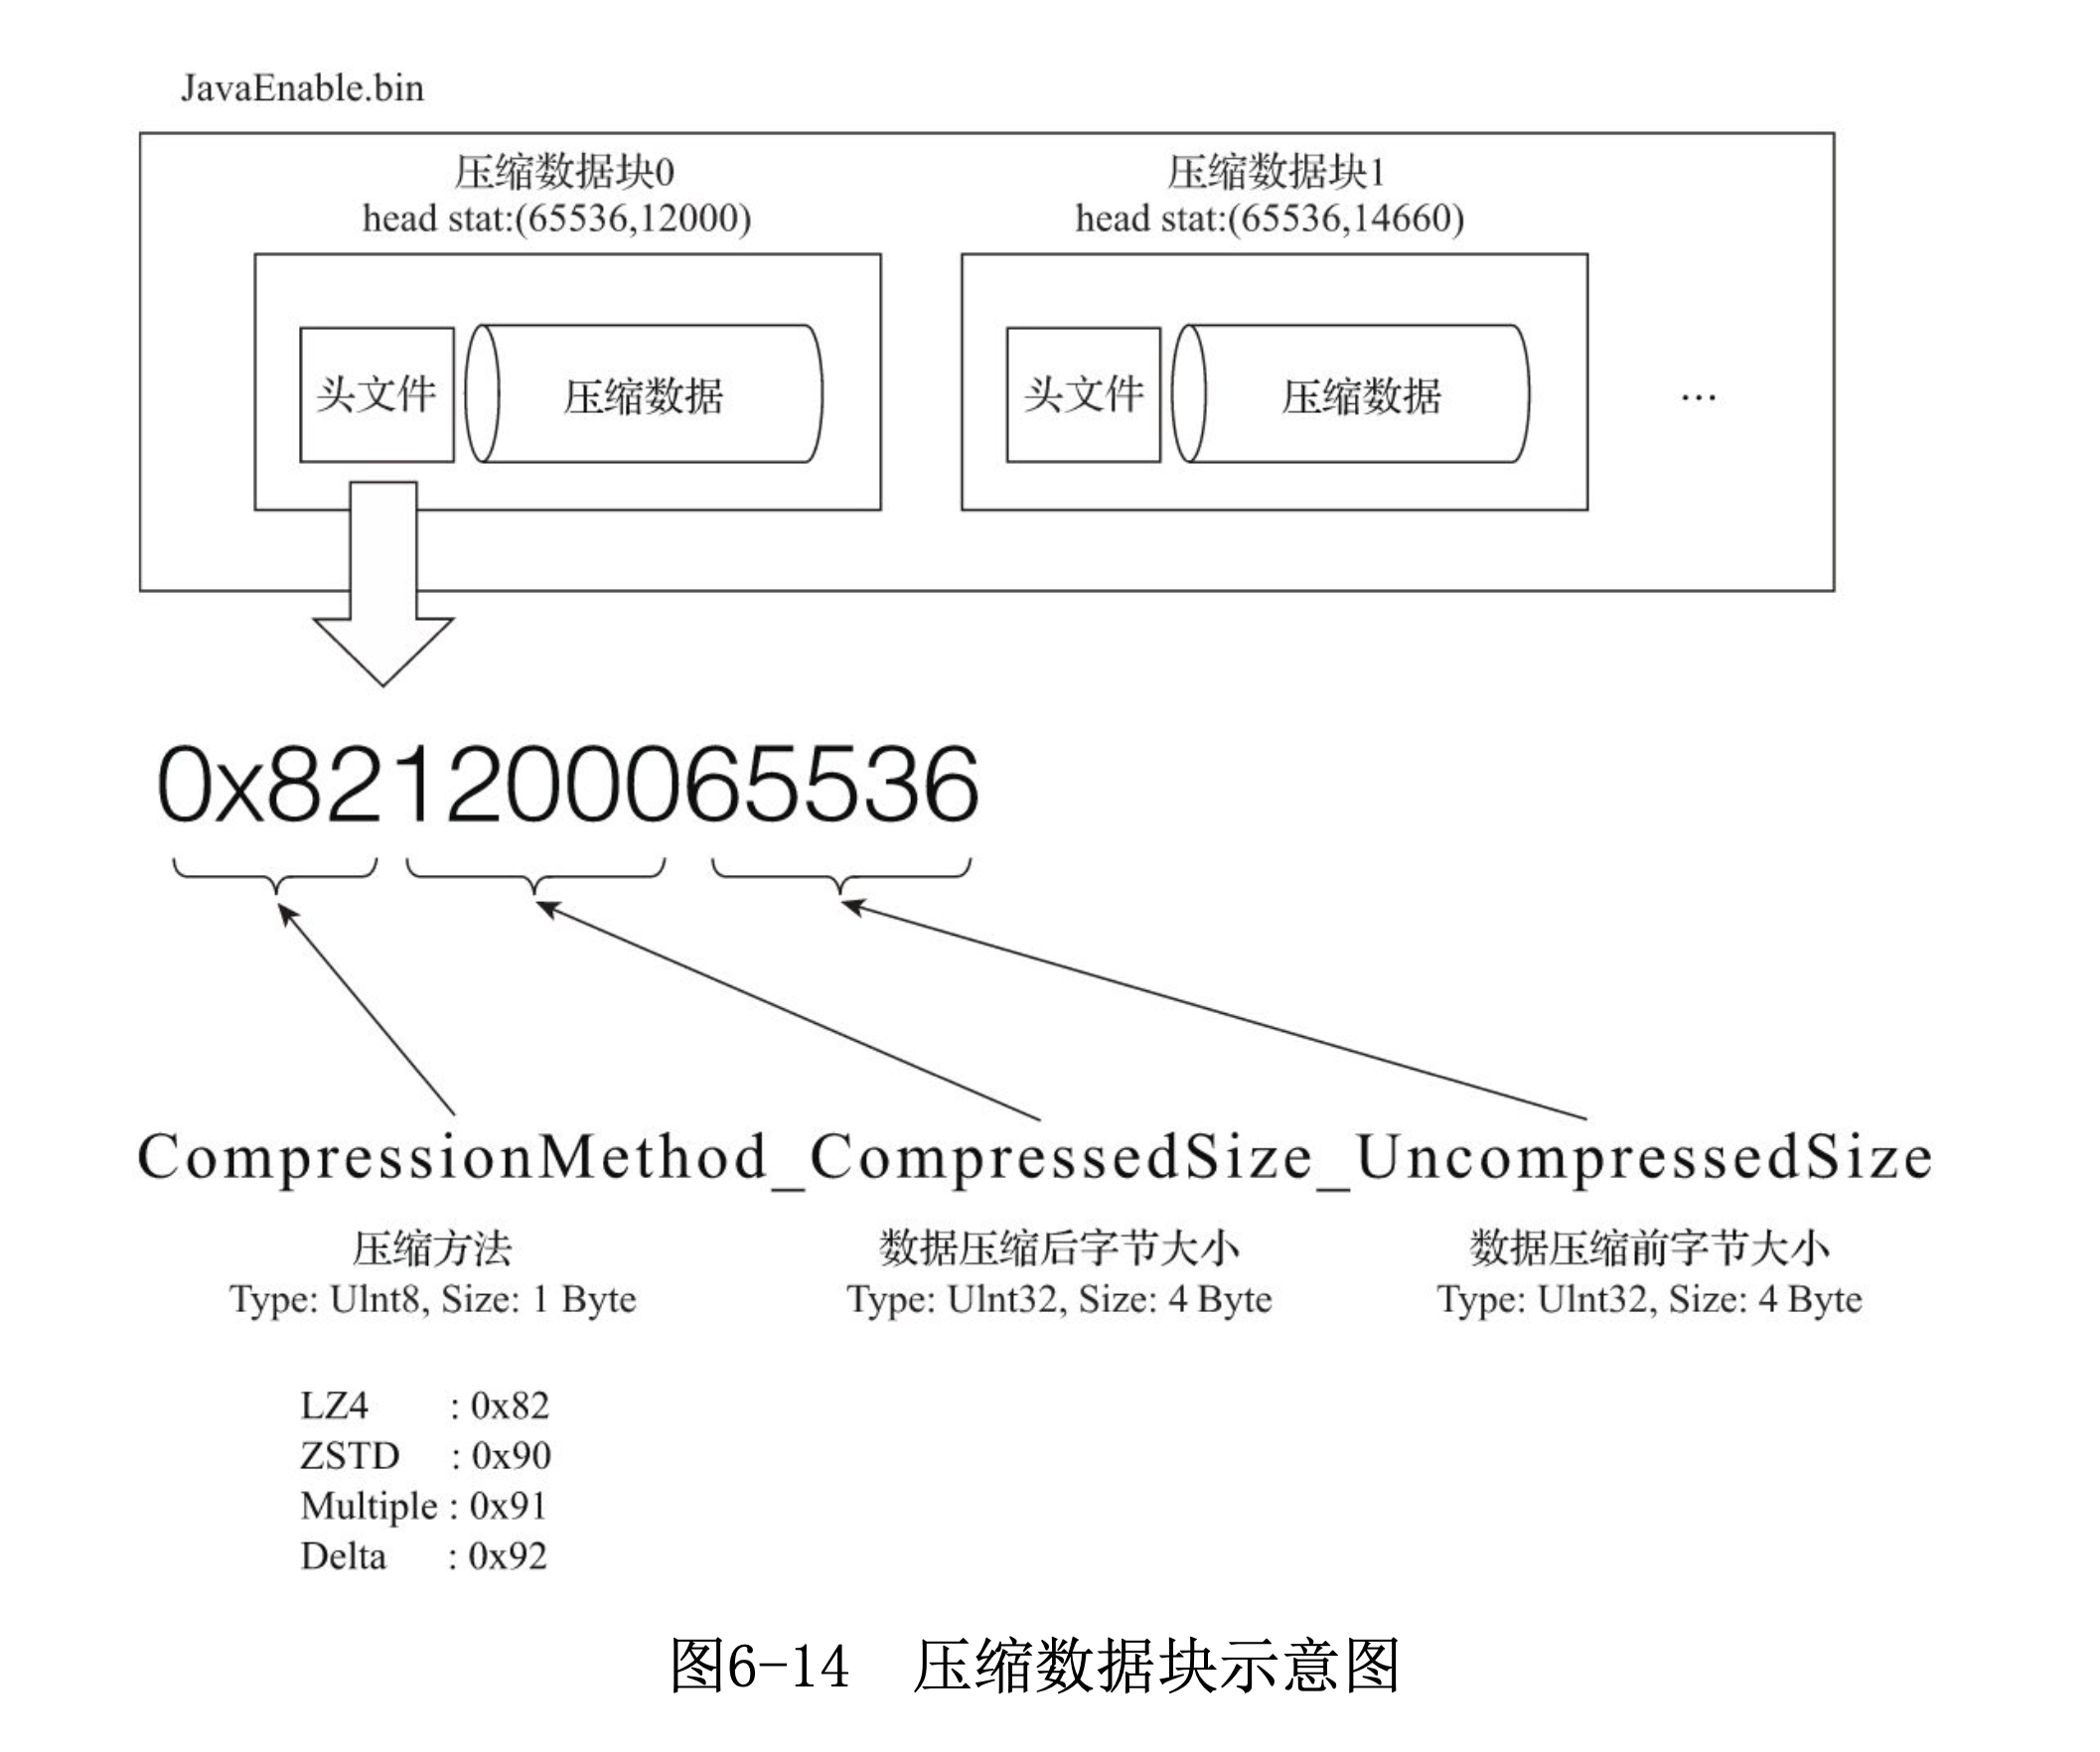 JavaEnable.bin
压缩数据块0
head stat:(65536,12000)
压缩数据块1
head stat:(65536,14660)
头文件
压缩数据
头文件
压缩数据
...
0x821200065536
CompressionMethod_CompressedSize_UncompressedSize
压缩方法
Type: UInt8, Size: 1 Byte
数据压缩后字节大小
Type: UInt32, Size: 4 Byte
数据压缩前字节大小
Type: UInt32, Size: 4 Byte
LZ4 : 0x82
ZSTD : 0x90
Multiple : 0x91
Delta : 0x92
图6-14 压缩数据块示意图